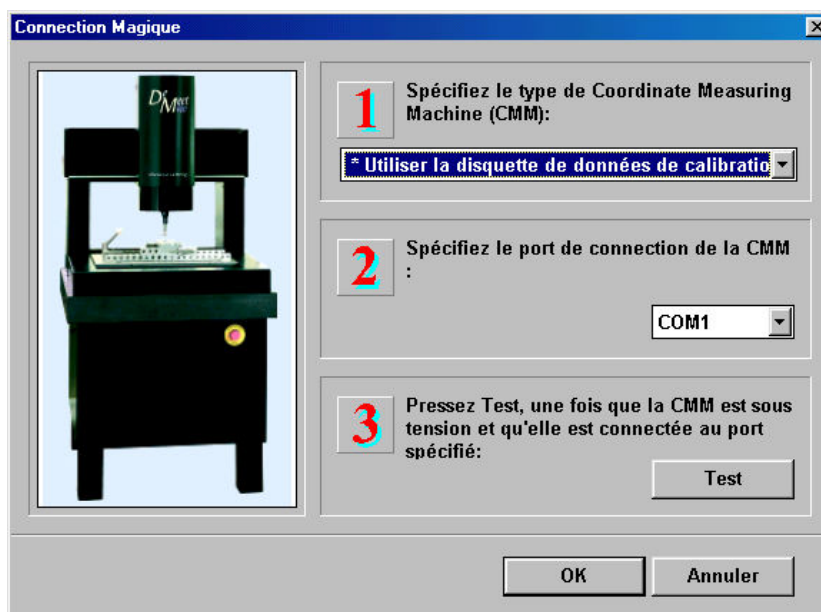 Connection Magique
D's
Meet
1
Spécifiez le type de Coordinate Measuring
Machine (CMM):
* Utiliser la disquette de données de calibratio
2
Spécifiez le port de connection de la CMM
:
COM1
3
Pressez Test, une fois que la CMM est sous
tension et qu'elle est connectée au port
spécifié:
Test
OK
Annuler